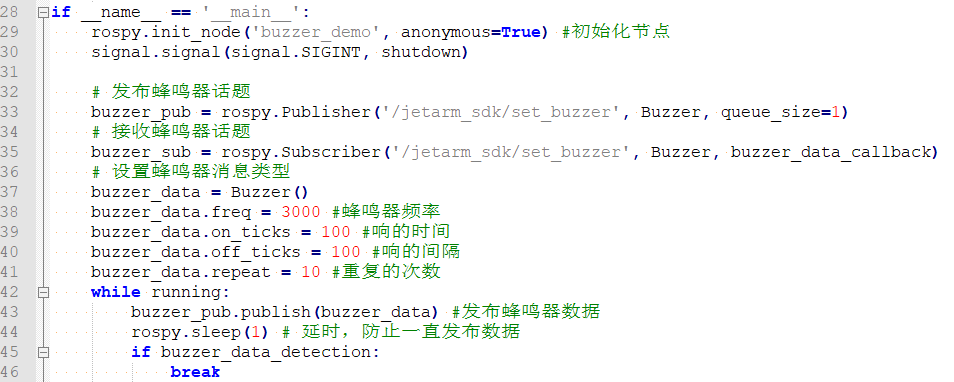 28 if __name__ == '__main__':
29     rospy.init_node('buzzer_demo', anonymous=True) #初始化节点
30     signal.signal(signal.SIGINT, shutdown)
31
32     # 发布蜂鸣器话题
33     buzzer_pub = rospy.Publisher('/jetarm_sdk/set_buzzer', Buzzer, queue_size=1)
34     # 接收蜂鸣器话题
35     buzzer_sub = rospy.Subscriber('/jetarm_sdk/set_buzzer', Buzzer, buzzer_data_callback)
36     # 设置蜂鸣器消息类型
37     buzzer_data = Buzzer()
38     buzzer_data.freq = 3000 #蜂鸣器频率
39     buzzer_data.on_ticks = 100 #响的时间
40     buzzer_data.off_ticks = 100 #响的间隔
41     buzzer_data.repeat = 10 #重复的次数
42     while running:
43         buzzer_pub.publish(buzzer_data) #发布蜂鸣器数据
44         rospy.sleep(1) # 延时，防止一直发布数据
45         if buzzer_data_detection:
46             break